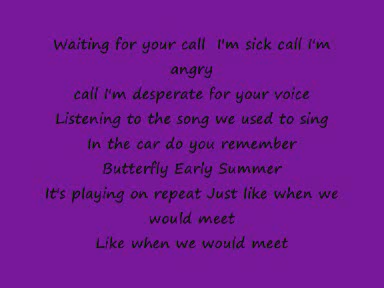 Waiting for your call  I'm sick call I'm
angry
call I'm desperate for your voice
Listening to the song we used to sing
In the car do you remember
Butterfly Early Summer
It's playing on repeat Just like when we
would meet
Like when we would meet